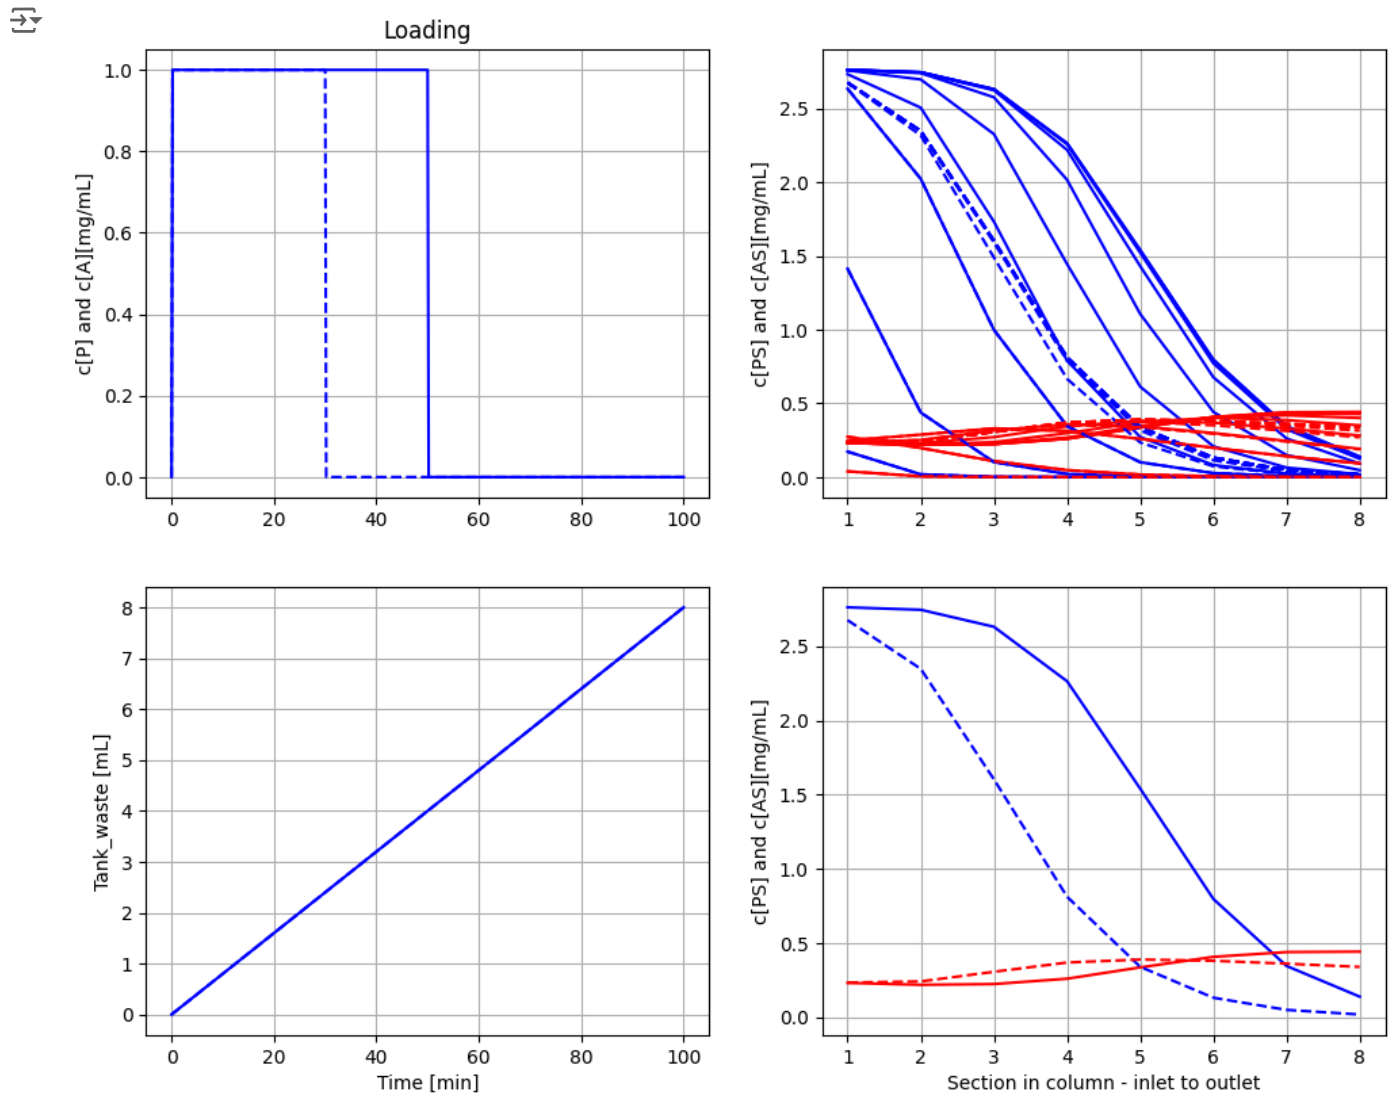 Loading
c[P] and c[A][mg/mL]
1.0
0.8
0.6
0.4
0.2
0.0
0 20 40 60 80 100
c[PS] and c[AS][mg/mL]
2.5
2.0
1.5
1.0
0.5
0.0
1 2 3 4 5 6 7 8
Tank_waste [mL]
8
7
6
5
4
3
2
1
0
0 20 40 60 80 100
Time [min]
c[PS] and c[AS][mg/mL]
2.5
2.0
1.5
1.0
0.5
0.0
1 2 3 4 5 6 7 8
Section in column - inlet to outlet